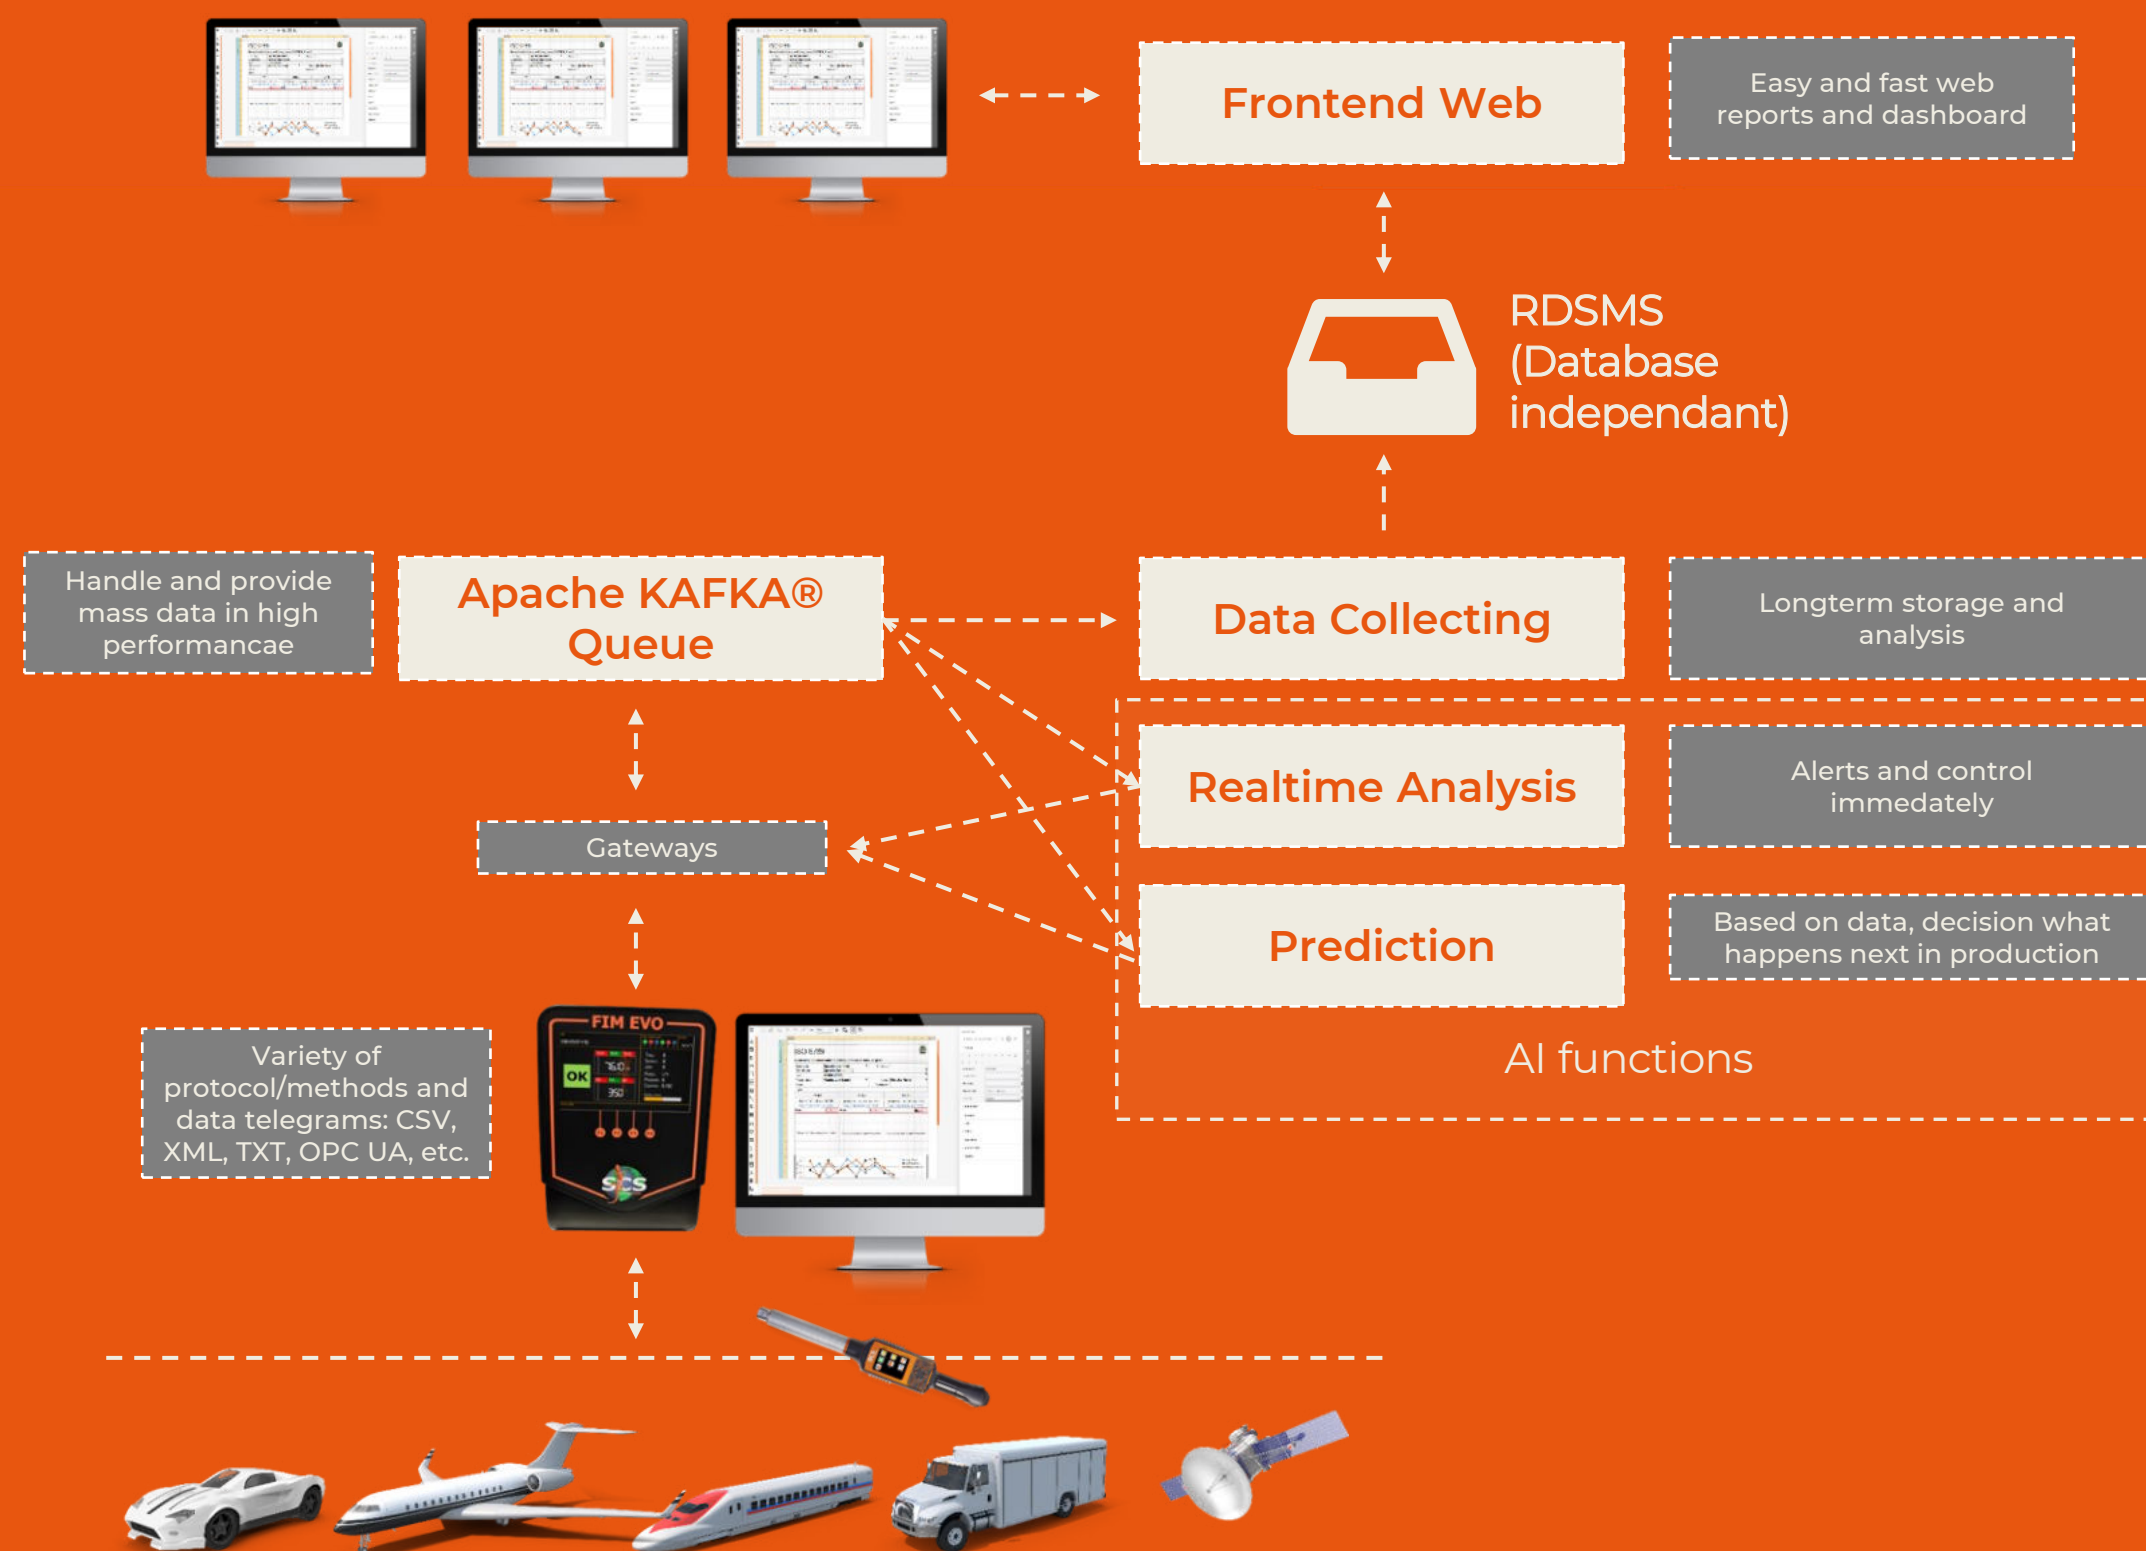 Frontend Web
Easy and fast web
reports and dashboard
RDSMS
(Database
independant)
Handle and provide
mass data in high
performancae
Apache KAFKA®
Queue
Data Collecting
Longterm storage and
analysis
Realtime Analysis
Alerts and control
immedately
Gateways
Prediction
Based on data, decision what
happens next in production
AI functions
Variety of
protocol/methods and
data telegrams: CSV,
XML, TXT, OPC UA, etc.
FIM EVO
OK
SCS